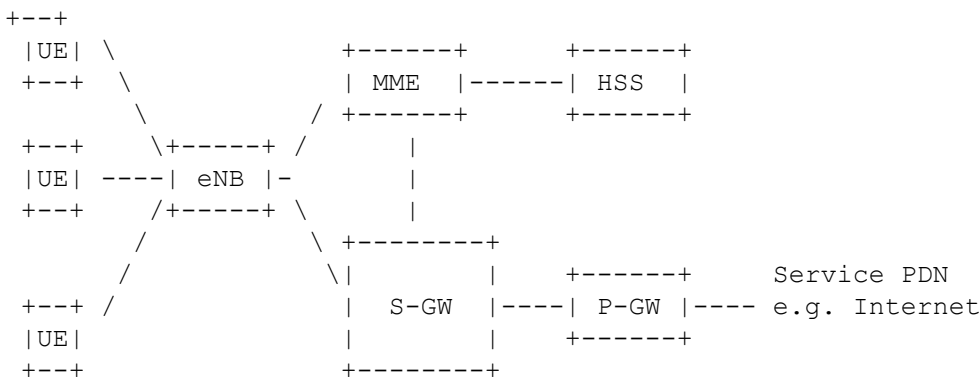 UE
MME HSS
UE eNB
Service PDN
S-GW P-GW e.g. Internet
UE